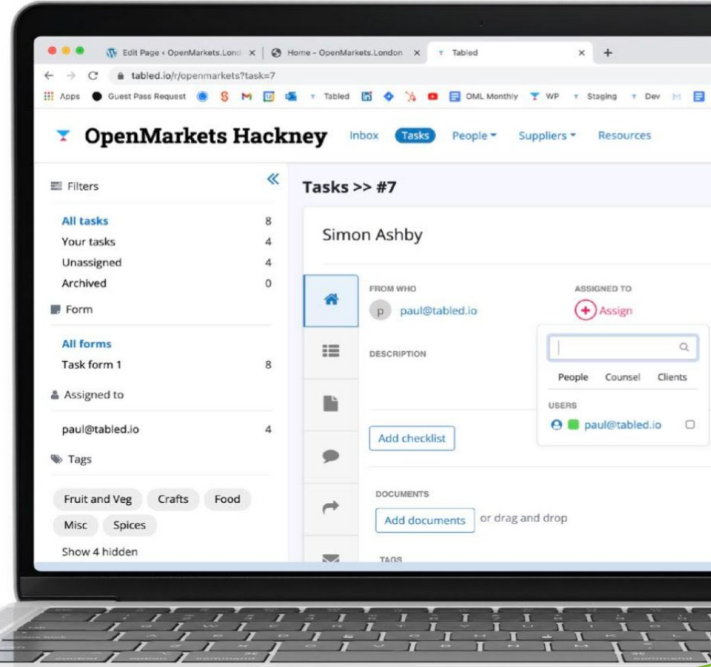 Edit Page ‹ OpenMarkets.Lond
Home – OpenMarkets.London
Tabled
tabled.io/r/openmarkets?task=7
Apps Guest Pass Request Tabled OML Monthly WP Staging Dev
OpenMarkets Hackney Inbox Tasks People Suppliers Resources
Filters
All tasks 8
Your tasks 4
Unassigned 4
Archived 0
Form
All forms
Task form 1 8
Assigned to
paul@tabled.io 4
Tags
Fruit and Veg Crafts Food
Misc Spices
Show 4 hidden
Tasks >> #7
Simon Ashby
FROM WHO
p paul@tabled.io
ASSIGNED TO
Assign
People Counsel Clients
USERS
paul@tabled.io
DESCRIPTION
Add checklist
DOCUMENTS
Add documents or drag and drop
TAGS